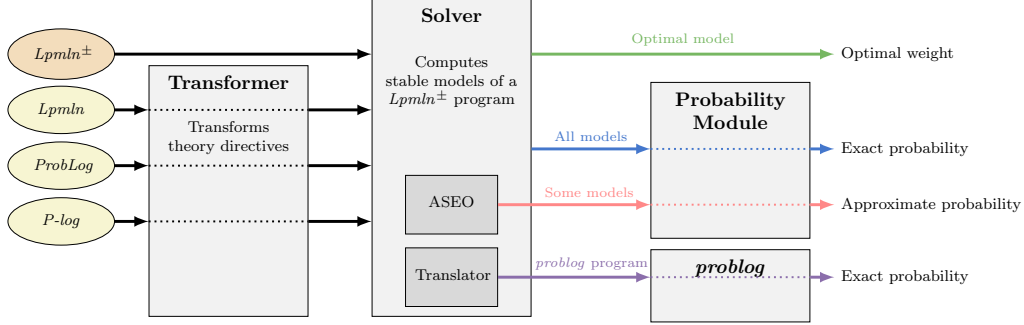 Lpmln±
Lpmln
ProbLog
P-log
Transformer
Transforms
theory directives
Solver
Computes
stable models of a
Lpmln± program
ASEO
Translator
Optimal model
All models
Some models
problog program
Probability
Module
problog
Optimal weight
Exact probability
Approximate probability
Exact probability